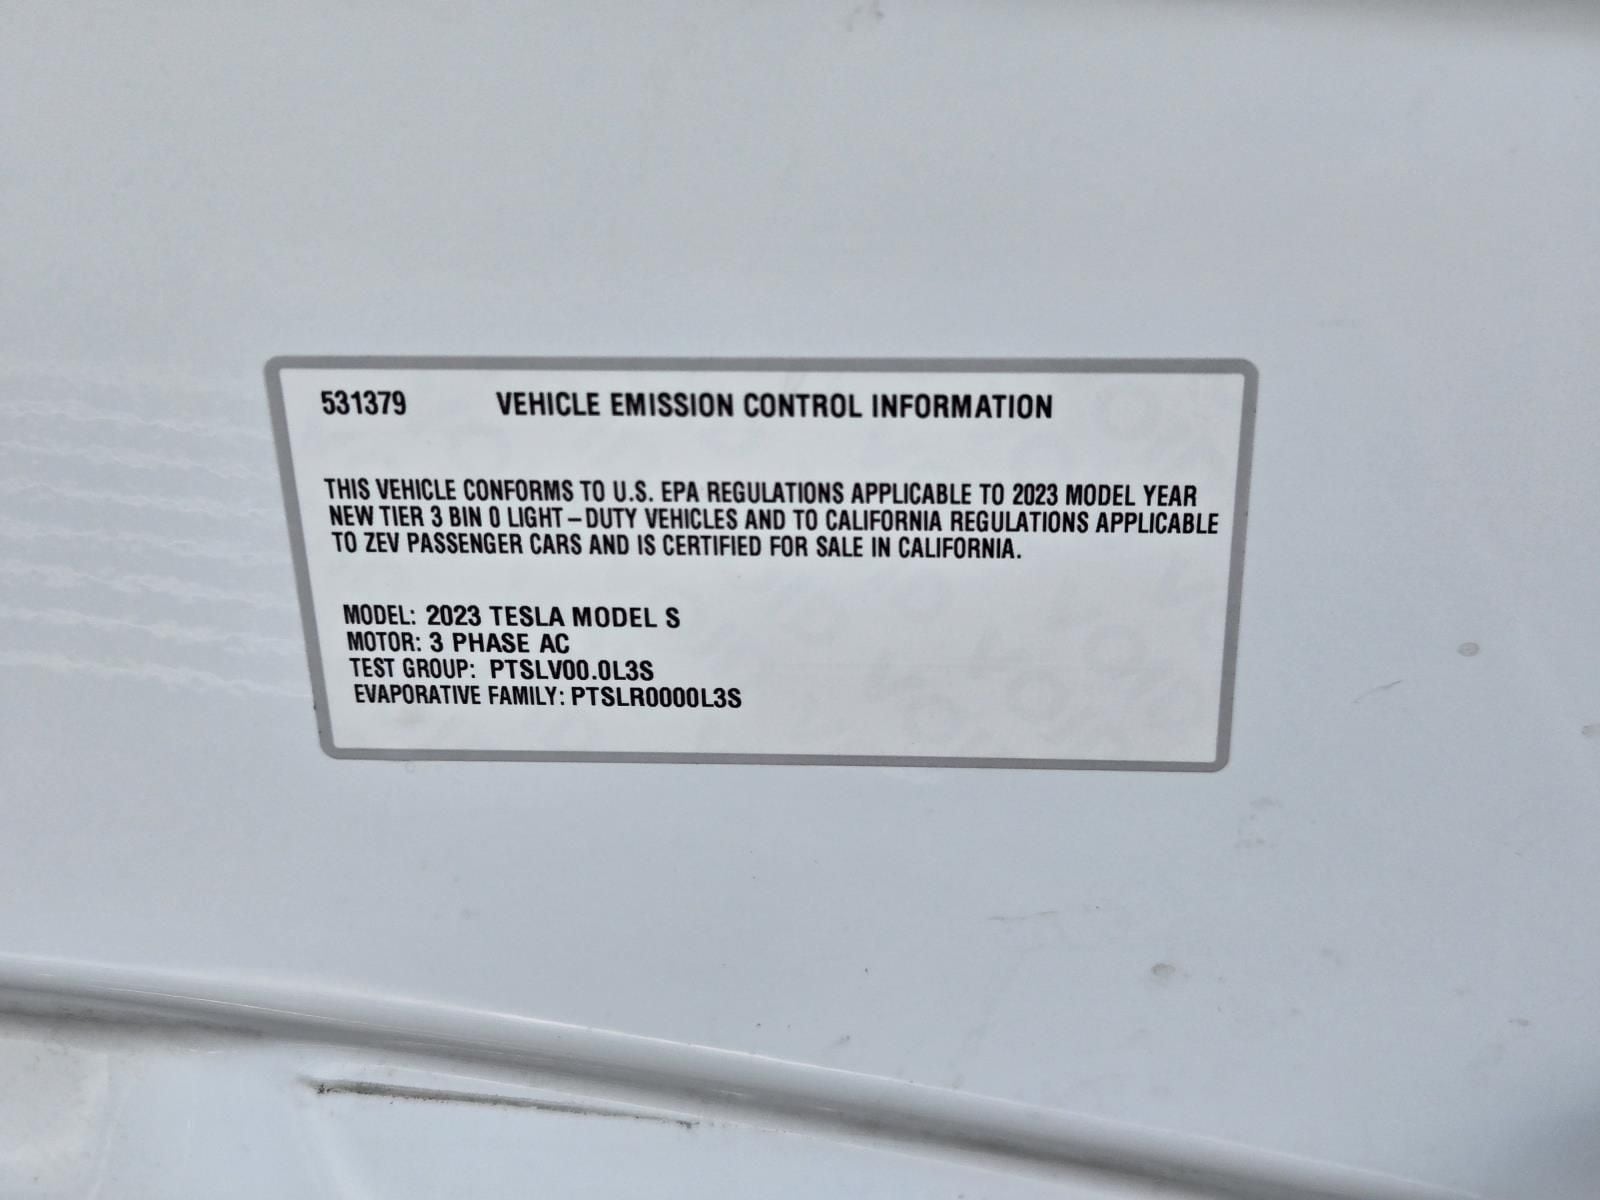 531379 VEHICLE EMISSION CONTROL INFORMATION
THIS VEHICLE CONFORMS TO U.S. EPA REGULATIONS APPLICABLE TO 2023 MODEL YEAR
NEW TIER 3 BIN 0 LIGHT-DUTY VEHICLES AND TO CALIFORNIA REGULATIONS APPLICABLE
TO ZEV PASSENGER CARS AND IS CERTIFIED FOR SALE IN CALIFORNIA.
MODEL: 2023 TESLA MODEL S
MOTOR: 3 PHASE AC
TEST GROUP: PTSLV00.0L3S
EVAPORATIVE FAMILY: PTSLR0000L3S